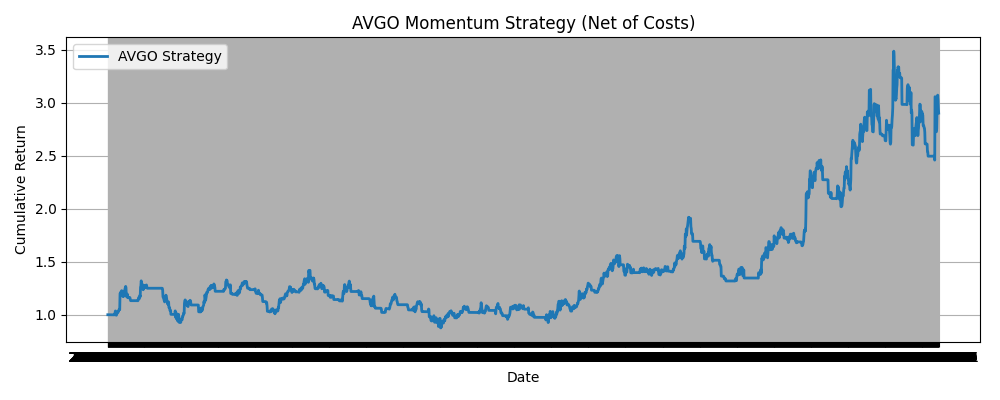 AVGO Momentum Strategy (Net of Costs)
AVGO Strategy
3.5
3.0
2.5
2.0
1.5
1.0
Cumulative Return
Date